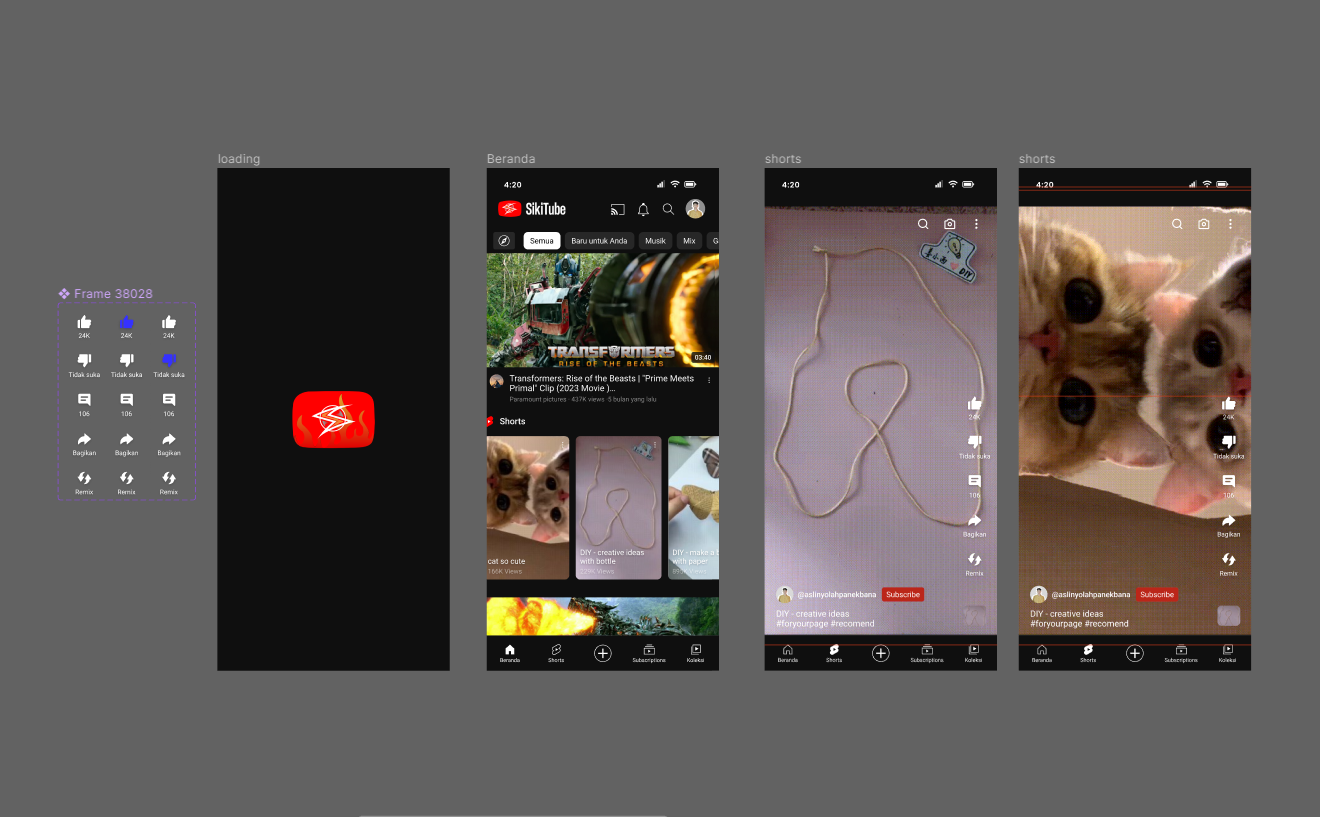 loading
Beranda
shorts
shorts
Frame 38028
24K
24K
24K
Tidak suka
Tidak suka
Tidak suka
106
106
106
Bagikan
Bagikan
Bagikan
Remix
Remix
Remix
4:20
SikiTube
Semua
Baru untuk Anda
Musik
Mix
G
TRANSFORMERS
RISE OF THE BEASTS
03:40
Transformers: Rise of the Beasts | "Prime Meets
Primal" Clip (2023 Movie )...
Paramount pictures · 437K views · 5 bulan yang lalu
Shorts
cat so cute
166K Views
DIY - creative ideas
with bottle
DIY - make a b
with paper
Beranda
Shorts
Subscriptions
Koleksi
4:20
DIY
24K
Tidak suka
106
Bagikan
Remix
@aslinyolahpanekbana
Subscribe
DIY - creative ideas
#foryourpage #recomend
Beranda
Shorts
Subscriptions
Koleksi
4:20
24K
Tidak suka
106
Bagikan
Remix
@aslinyolahpanekbana
Subscribe
DIY - creative ideas
#foryourpage #recomend
Beranda
Shorts
Subscriptions
Koleksi